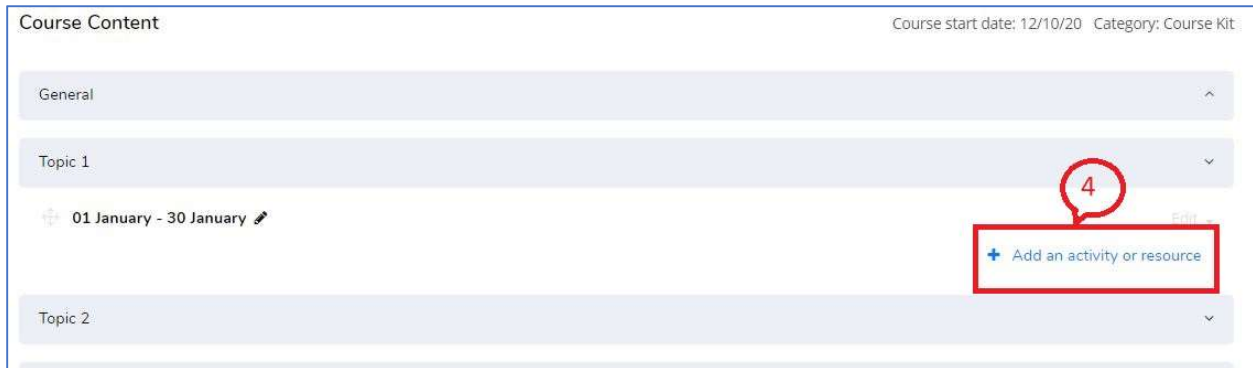 Course Content
Course start date: 12/10/20 Category: Course Kit
General
Topic 1
4
01 January - 30 January
Edit
+ Add an activity or resource
Topic 2